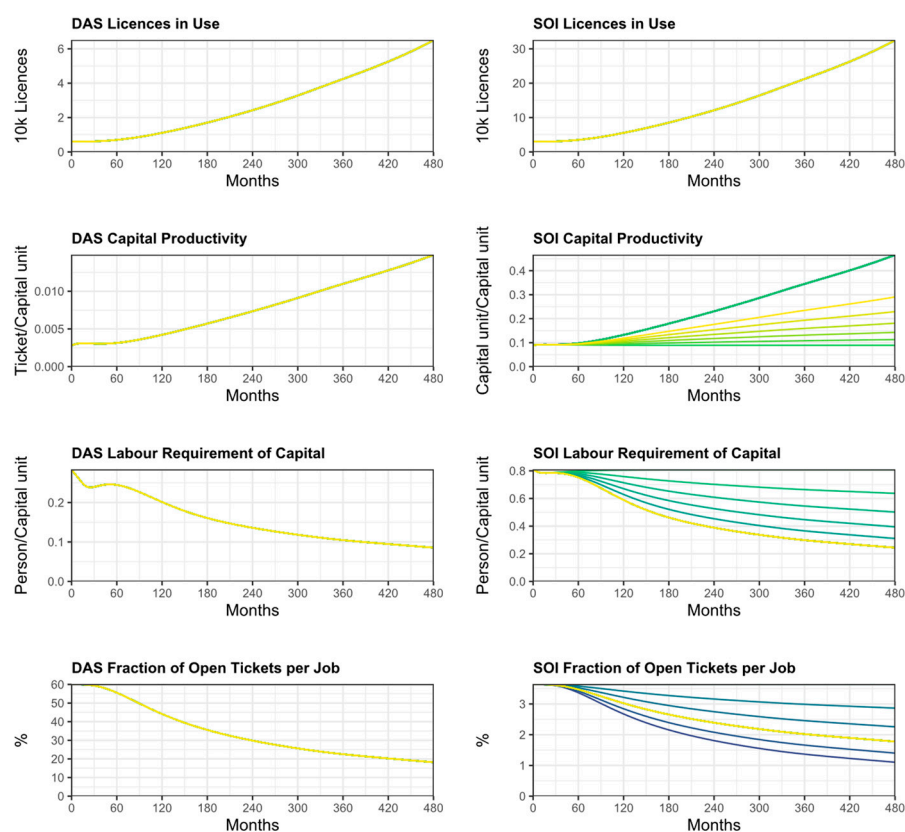 DAS Licences in Use
10k Licences
6
4
2
0
0 60 120 180 240 300 360 420 480
Months
SOI Licences in Use
10k Licences
30
20
10
0
0 60 120 180 240 300 360 420 480
Months
DAS Capital Productivity
Ticket/Capital unit
0.010
0.005
0.000
0 60 120 180 240 300 360 420 480
Months
SOI Capital Productivity
Capital unit/Capital unit
0.4
0.3
0.2
0.1
0.0
0 60 120 180 240 300 360 420 480
Months
DAS Labour Requirement of Capital
Person/Capital unit
0.2
0.1
0.0
0 60 120 180 240 300 360 420 480
Months
SOI Labour Requirement of Capital
Person/Capital unit
0.8
0.6
0.4
0.2
0.0
0 60 120 180 240 300 360 420 480
Months
DAS Fraction of Open Tickets per Job
%
60
50
40
30
20
10
0
0 60 120 180 240 300 360 420 480
Months
SOI Fraction of Open Tickets per Job
%
3
2
1
0
0 60 120 180 240 300 360 420 480
Months